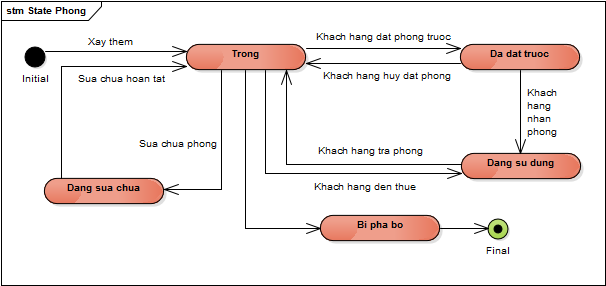 stm State Phong
Khach hang dat phong truoc
Xay them
Trong
Da dat truoc
Initial
Sua chua hoan tat
Khach hang huy dat phong
Khach
hang
nhan
phong
Sua chua phong
Khach hang tra phong
Dang su dung
Dang sua chua
Khach hang den thue
Bi pha bo
Final